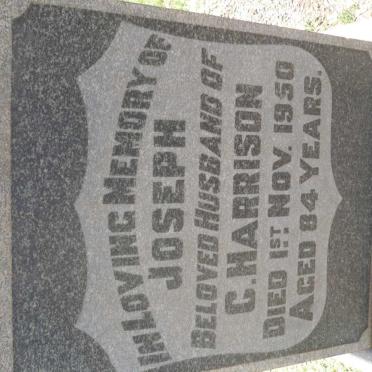 IN LOVING MEMORY OF
JOSEPH
BELOVED HUSBAND OF
C. HARRISON
DIED 1ST NOV. 1950
AGED 84 YEARS.